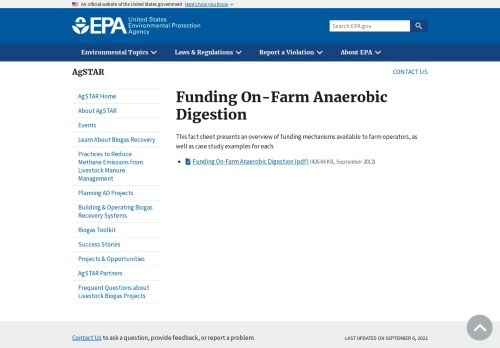 An official website of the United States government Here's how you know
EPA United States
Environmental Protection
Agency
Search EPA.gov
Environmental Topics
Laws & Regulations
Report a Violation
About EPA
AgSTAR
CONTACT US
AgSTAR Home
About AgSTAR
Events
Learn About Biogas Recovery
Practices to Reduce
Methane Emissions from
Livestock Manure
Management
Planning AD Projects
Building & Operating Biogas
Recovery Systems
Biogas Toolkit
Success Stories
Projects & Opportunities
AgSTAR Partners
Frequent Questions about
Livestock Biogas Projects
Funding On-Farm Anaerobic
Digestion
This fact sheet presents an overview of funding mechanisms available to farm operators, as
well as case study examples for each.
Funding On-Farm Anaerobic Digestion (pdf) (426.84 KB, September 2012)
Contact Us to ask a question, provide feedback, or report a problem.
LAST UPDATED ON SEPTEMBER 6, 2022